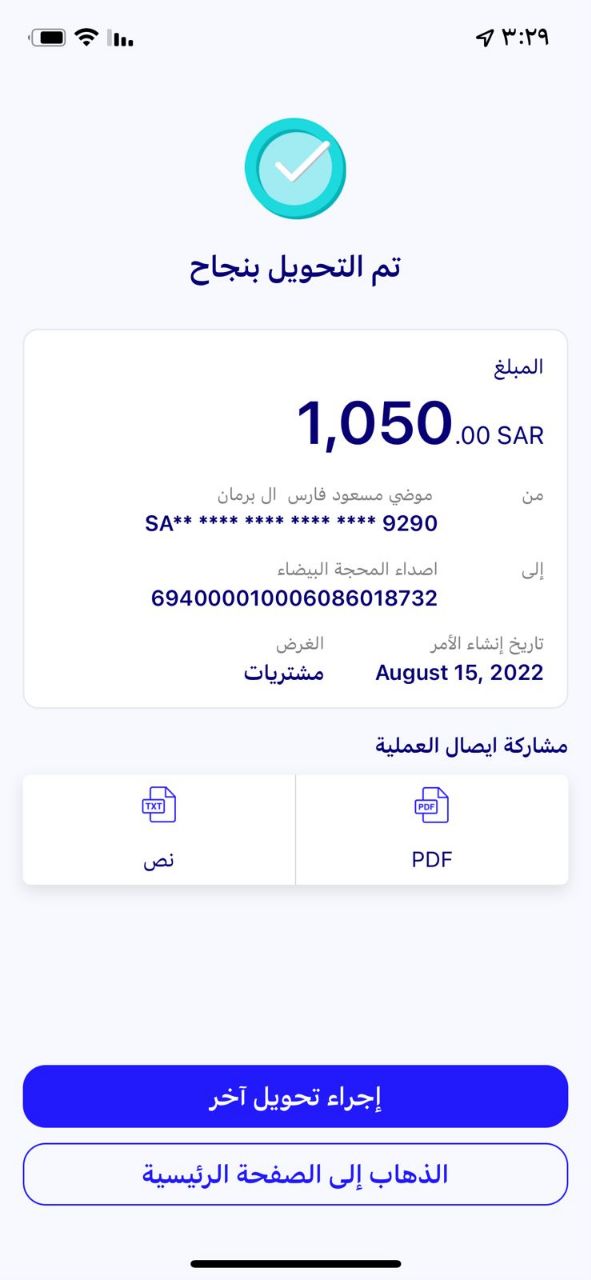 ٣:٢٩
تم التحويل بنجاح
المبلغ
1,050.00 SAR
من
موضي مسعود فارس ال برمان
SA** **** **** **** **** 9290
إلى
اصداء المحجة البيضاء
694000010006086018732
تاريخ إنشاء الأمر
August 15, 2022
الغرض
مشتريات
مشاركة ايصال العملية
PDF
PDF
TXT
نص
إجراء تحويل آخر
الذهاب إلى الصفحة الرئيسية